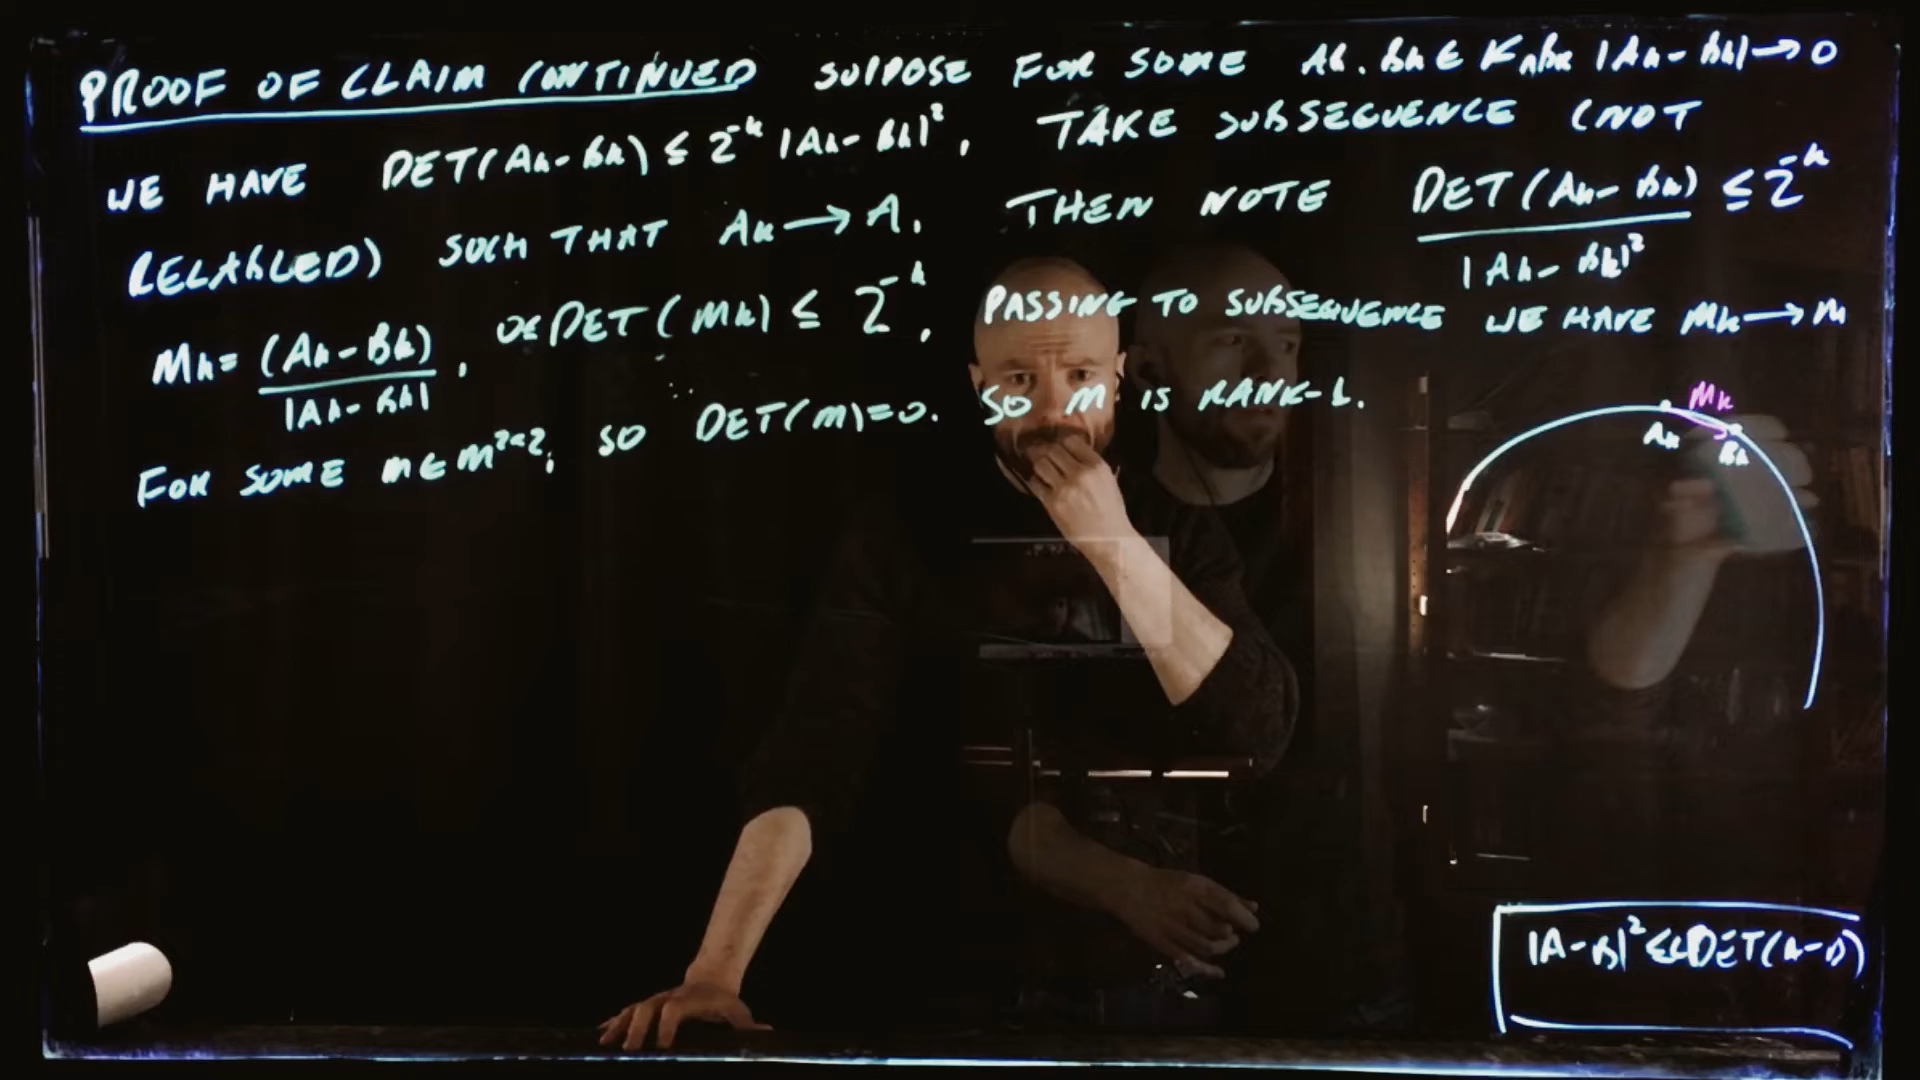 PROOF OF CLAIM CONTINUED SUPPOSE FOR SOME Ak, Bk ∈ K∩BR |Ak - Bk| → 0
WE HAVE DET(Ak - Bk) ≤ 2^-k |Ak - Bk|^2, TAKE SUBSEQUENCE (NOT
RELABLED) SUCH THAT Ak → A. THEN NOTE DET(Ak - Bk) / |Ak - Bk|^2 ≤ 2^-k
Mk = (Ak - Bk) / |Ak - Bk|, 0≤DET(Mk) ≤ 2^-k, PASSING TO SUBSEQUENCE WE HAVE Mk → M
FOR SOME M ∈ M^2×2, SO DET(M)=0. SO M IS RANK-1.
Mk
Ak
Bk
|A-B|^2 ≤ C DET(A-B)